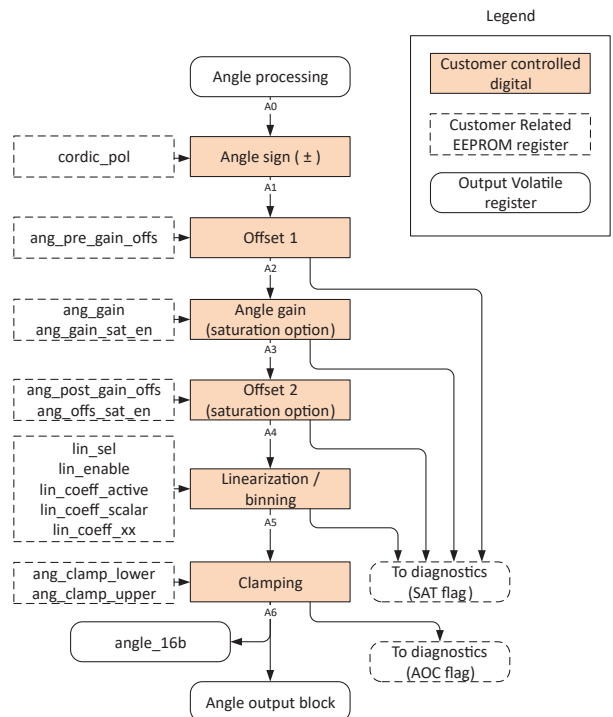 Legend
Customer controlled
digital
Customer Related
EEPROM register
Output Volatile
register
Angle processing
A0
cordic_pol
Angle sign ( ± )
A1
ang_pre_gain_offs
Offset 1
A2
ang_gain
ang_gain_sat_en
Angle gain
(saturation option)
A3
ang_post_gain_offs
ang_offs_sat_en
Offset 2
(saturation option)
A4
lin_sel
lin_enable
lin_coeff_active
lin_coeff_scalar
lin_coeff_xx
Linearization /
binning
A5
To diagnostics
(SAT flag)
ang_clamp_lower
ang_clamp_upper
Clamping
A6
angle_16b
To diagnostics
(AOC flag)
Angle output block